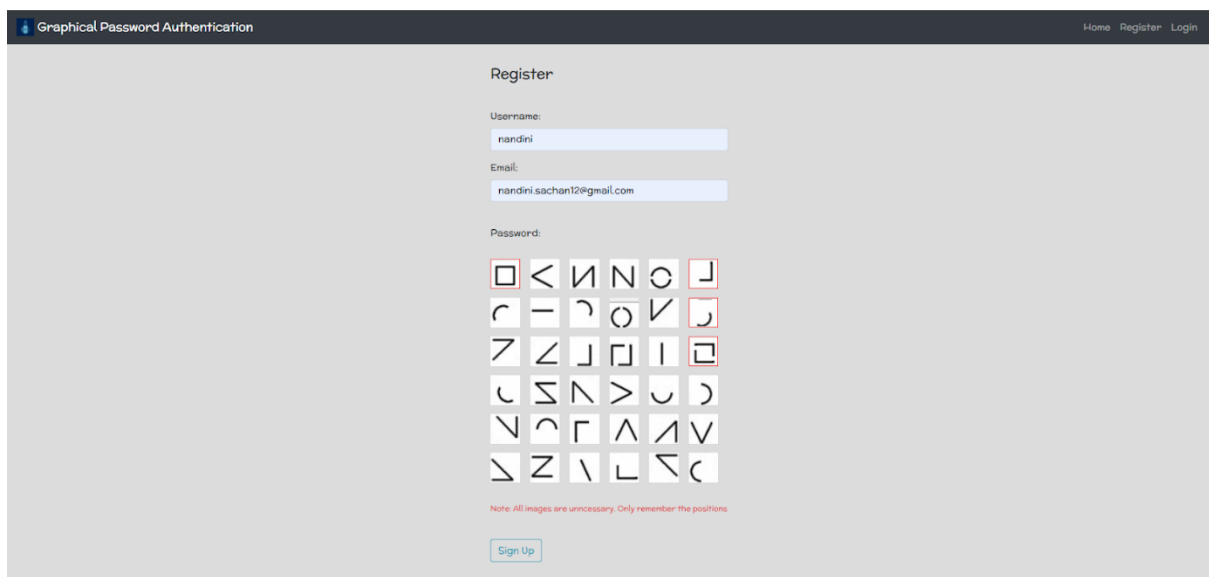 Graphical Password Authentication
Home Register Login
Register
Username:
nandini
Email:
nandini.sachan12@gmail.com
Password:
Note: All images are unncessary. Only remember the positions
Sign Up